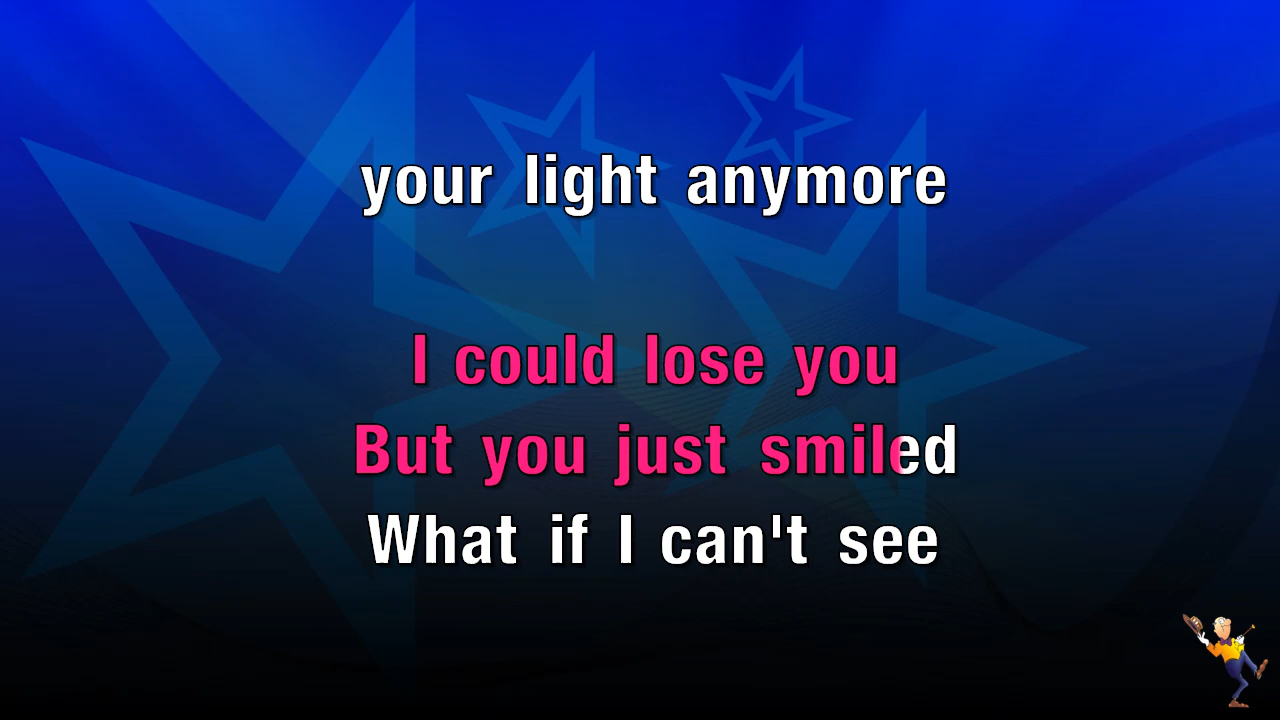 your light anymore
I could lose you
But you just smiled
What if I can't see